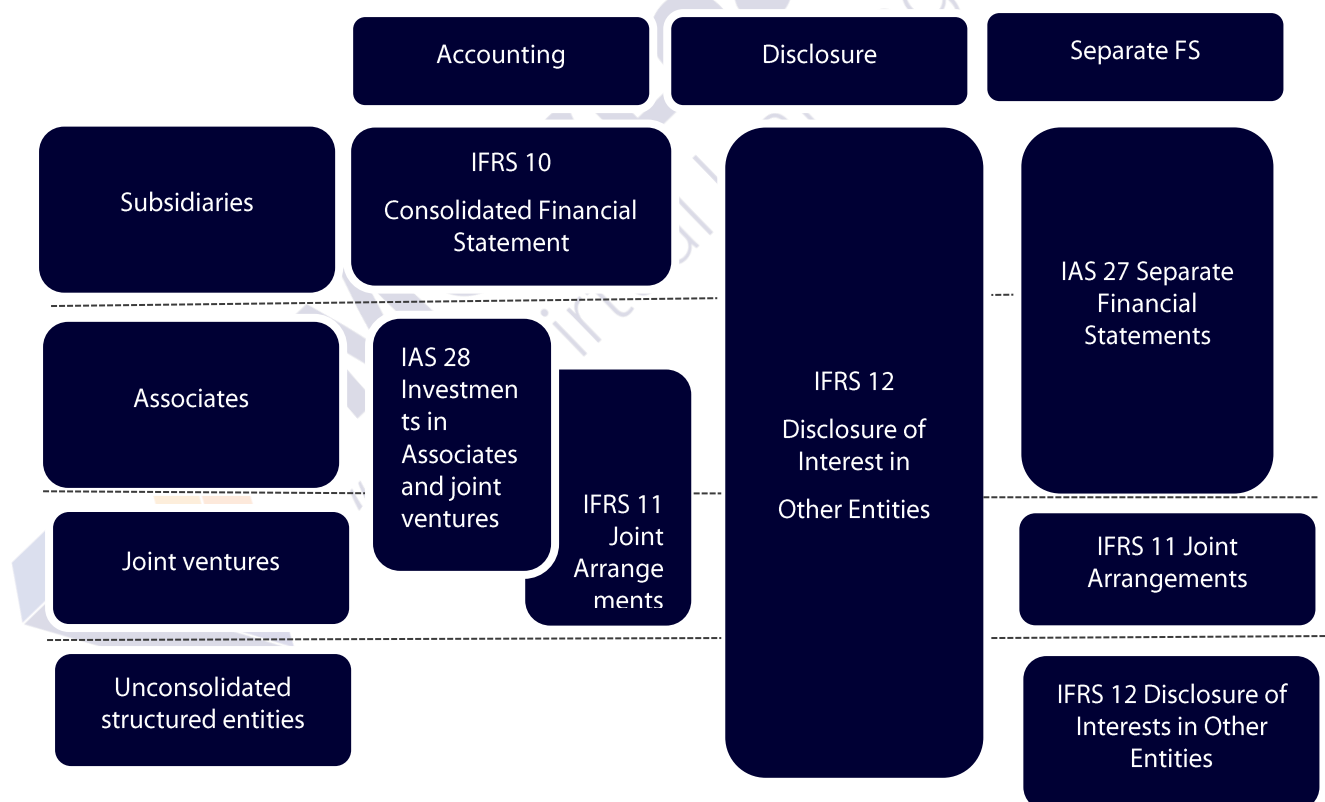 Accounting
Disclosure
Separate FS
Subsidiaries
IFRS 10
Consolidated Financial
Statement
IAS 27 Separate
Financial
Statements
Associates
IAS 28
Investmen
ts in
Associates
and joint
ventures
IFRS 11
Joint
Arrange
ments
IFRS 12
Disclosure of
Interest in
Other Entities
Joint ventures
IFRS 11 Joint
Arrangements
Unconsolidated
structured entities
IFRS 12 Disclosure of
Interests in Other
Entities